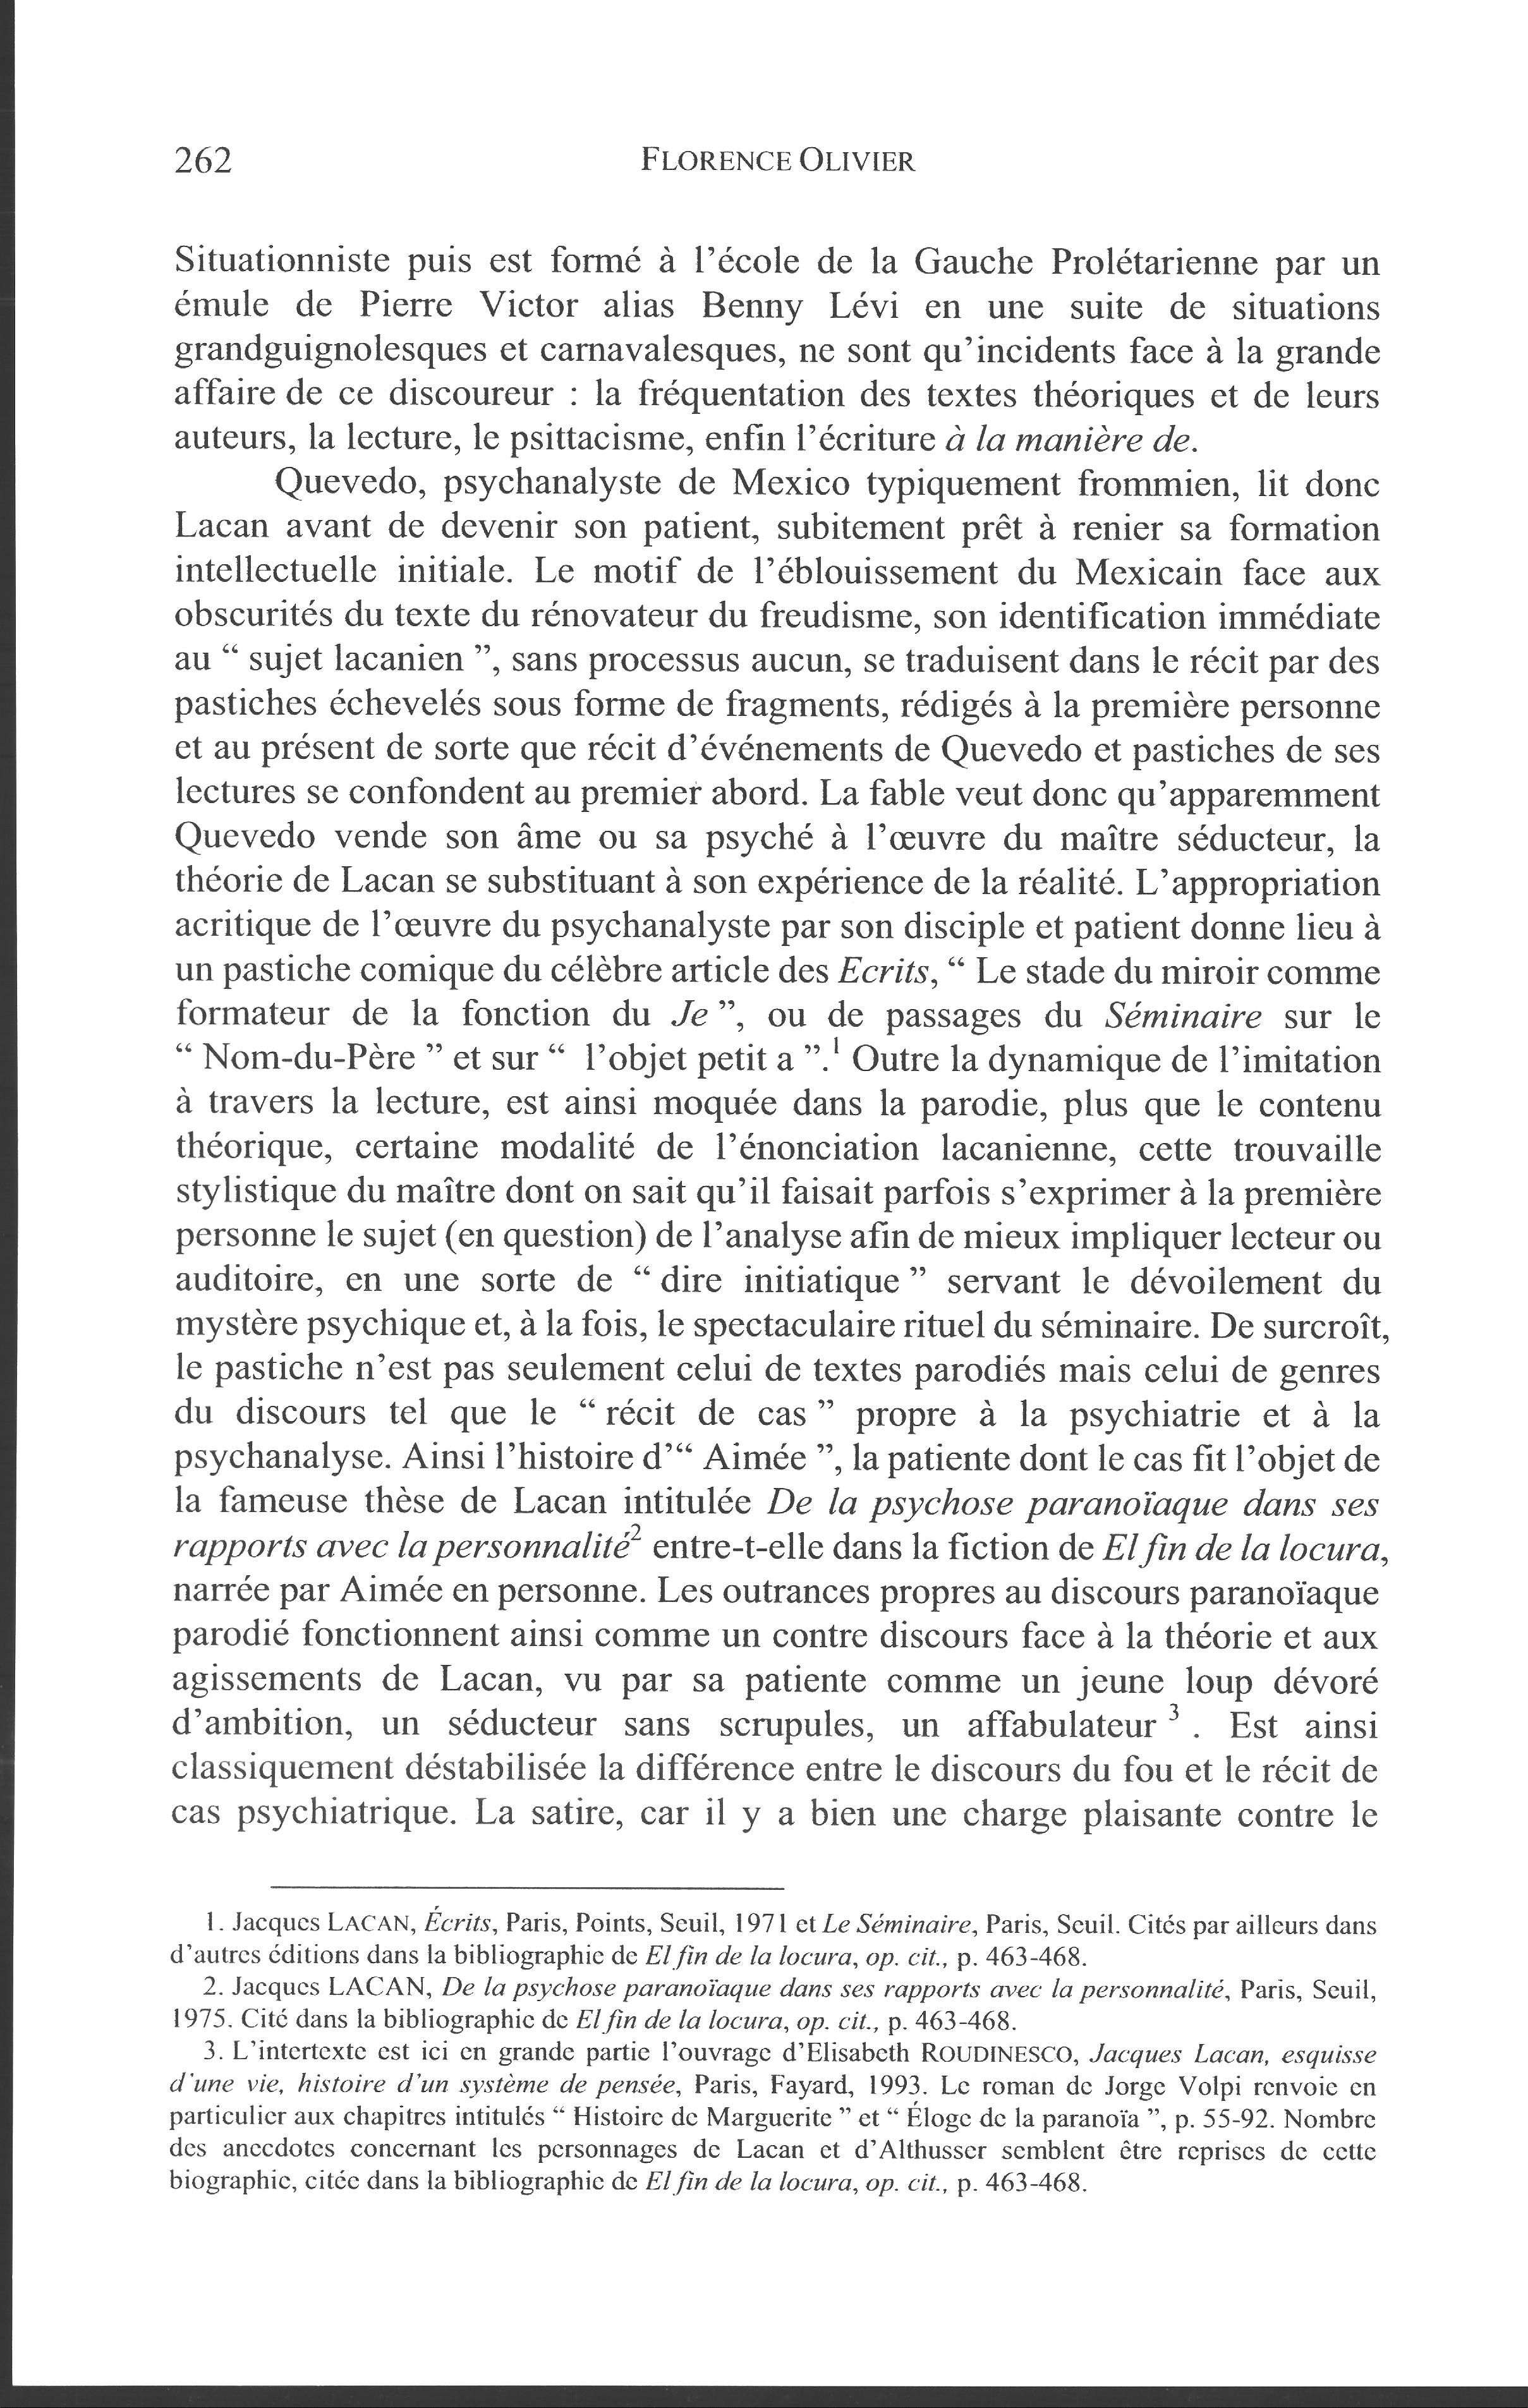 262 FLORENCE OLIVIER
Situationniste puis est formé à l'école de la Gauche Prolétarienne par un
émule de Pierre Victor alias Benny Lévi en une suite de situations
grandguignolesques et carnavalesques, ne sont qu'incidents face à la grande
affaire de ce discoureur : la fréquentation des textes théoriques et de leurs
auteurs, la lecture, le psittacisme, enfin l'écriture à la manière de.
Quevedo, psychanalyste de Mexico typiquement frommien, lit donc
Lacan avant de devenir son patient, subitement prêt à renier sa formation
intellectuelle initiale. Le motif de l'éblouissement du Mexicain face aux
obscurités du texte du rénovateur du freudisme, son identification immédiate
au “ sujet lacanien ”, sans processus aucun, se traduisent dans le récit par des
pastiches échevelés sous forme de fragments, rédigés à la première personne
et au présent de sorte que récit d'événements de Quevedo et pastiches de ses
lectures se confondent au premier abord. La fable veut donc qu'apparemment
Quevedo vende son âme ou sa psyché à l'œuvre du maître séducteur, la
théorie de Lacan se substituant à son expérience de la réalité. L'appropriation
acritique de l'œuvre du psychanalyste par son disciple et patient donne lieu à
un pastiche comique du célèbre article des Ecrits, “ Le stade du miroir comme
formateur de la fonction du Je ”, ou de passages du Séminaire sur le
“ Nom-du-Père ” et sur “ l'objet petit a ”.1 Outre la dynamique de l'imitation
à travers la lecture, est ainsi moquée dans la parodie, plus que le contenu
théorique, certaine modalité de l'énonciation lacanienne, cette trouvaille
stylistique du maître dont on sait qu'il faisait parfois s'exprimer à la première
personne le sujet (en question) de l'analyse afin de mieux impliquer lecteur ou
auditoire, en une sorte de “ dire initiatique ” servant le dévoilement du
mystère psychique et, à la fois, le spectaculaire rituel du séminaire. De surcroît,
le pastiche n'est pas seulement celui de textes parodiés mais celui de genres
du discours tel que le “ récit de cas ” propre à la psychiatrie et à la
psychanalyse. Ainsi l'histoire d'“ Aimée ”, la patiente dont le cas fit l'objet de
la fameuse thèse de Lacan intitulée De la psychose paranoïaque dans ses
rapports avec la personnalité2 entre-t-elle dans la fiction de El fin de la locura,
narrée par Aimée en personne. Les outrances propres au discours paranoïaque
parodié fonctionnent ainsi comme un contre discours face à la théorie et aux
agissements de Lacan, vu par sa patiente comme un jeune loup dévoré
d'ambition, un séducteur sans scrupules, un affabulateur 3 . Est ainsi
classiquement déstabilisée la différence entre le discours du fou et le récit de
cas psychiatrique. La satire, car il y a bien une charge plaisante contre le
1. Jacques LACAN, Écrits, Paris, Points, Seuil, 1971 et Le Séminaire, Paris, Seuil. Cités par ailleurs dans
d'autres éditions dans la bibliographie de El fin de la locura, op. cit., p. 463-468.
2. Jacques LACAN, De la psychose paranoïaque dans ses rapports avec la personnalité, Paris, Seuil,
1975. Cité dans la bibliographie de El fin de la locura, op. cit., p. 463-468.
3. L'intertexte est ici en grande partie l'ouvrage d'Elisabeth ROUDINESCO, Jacques Lacan, esquisse
d'une vie, histoire d'un système de pensée, Paris, Fayard, 1993. Le roman de Jorge Volpi renvoie en
particulier aux chapitres intitulés “ Histoire de Marguerite ” et “ Éloge de la paranoïa ”, p. 55-92. Nombre
des anecdotes concernant les personnages de Lacan et d'Althusser semblent être reprises de cette
biographie, citée dans la bibliographie de El fin de la locura, op. cit., p. 463-468.